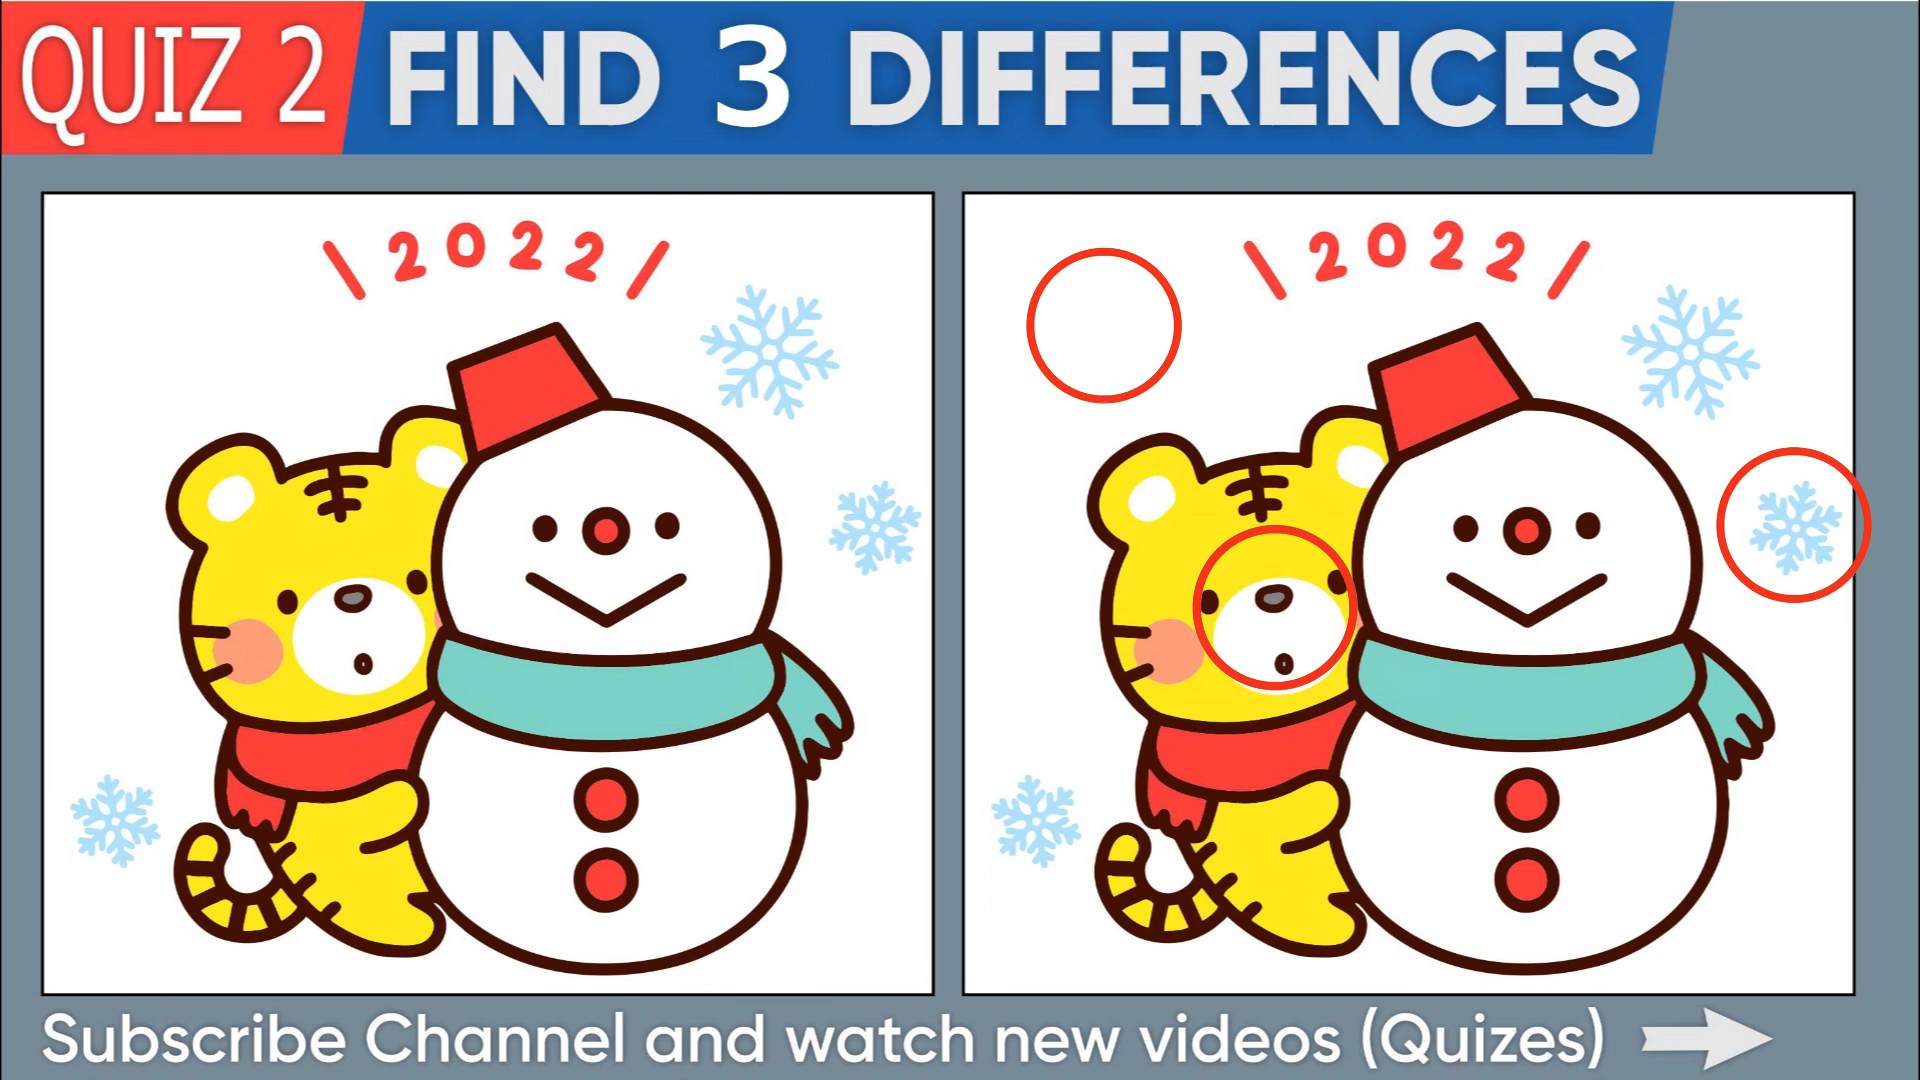 QUIZ 2 FIND 3 DIFFERENCES
\ 2022 / \ 2022 /
Subscribe Channel and watch new videos (Quizes)